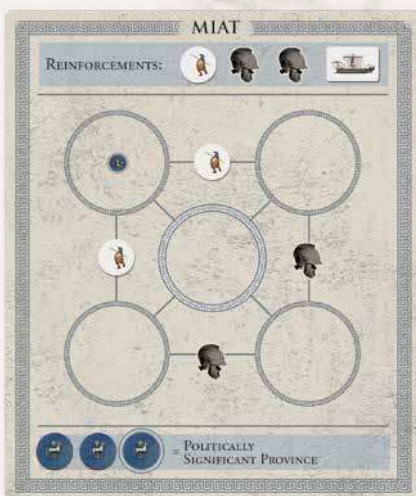 MIAT
REINFORCEMENTS:
= POLITICALLY
SIGNIFICANT PROVINCE